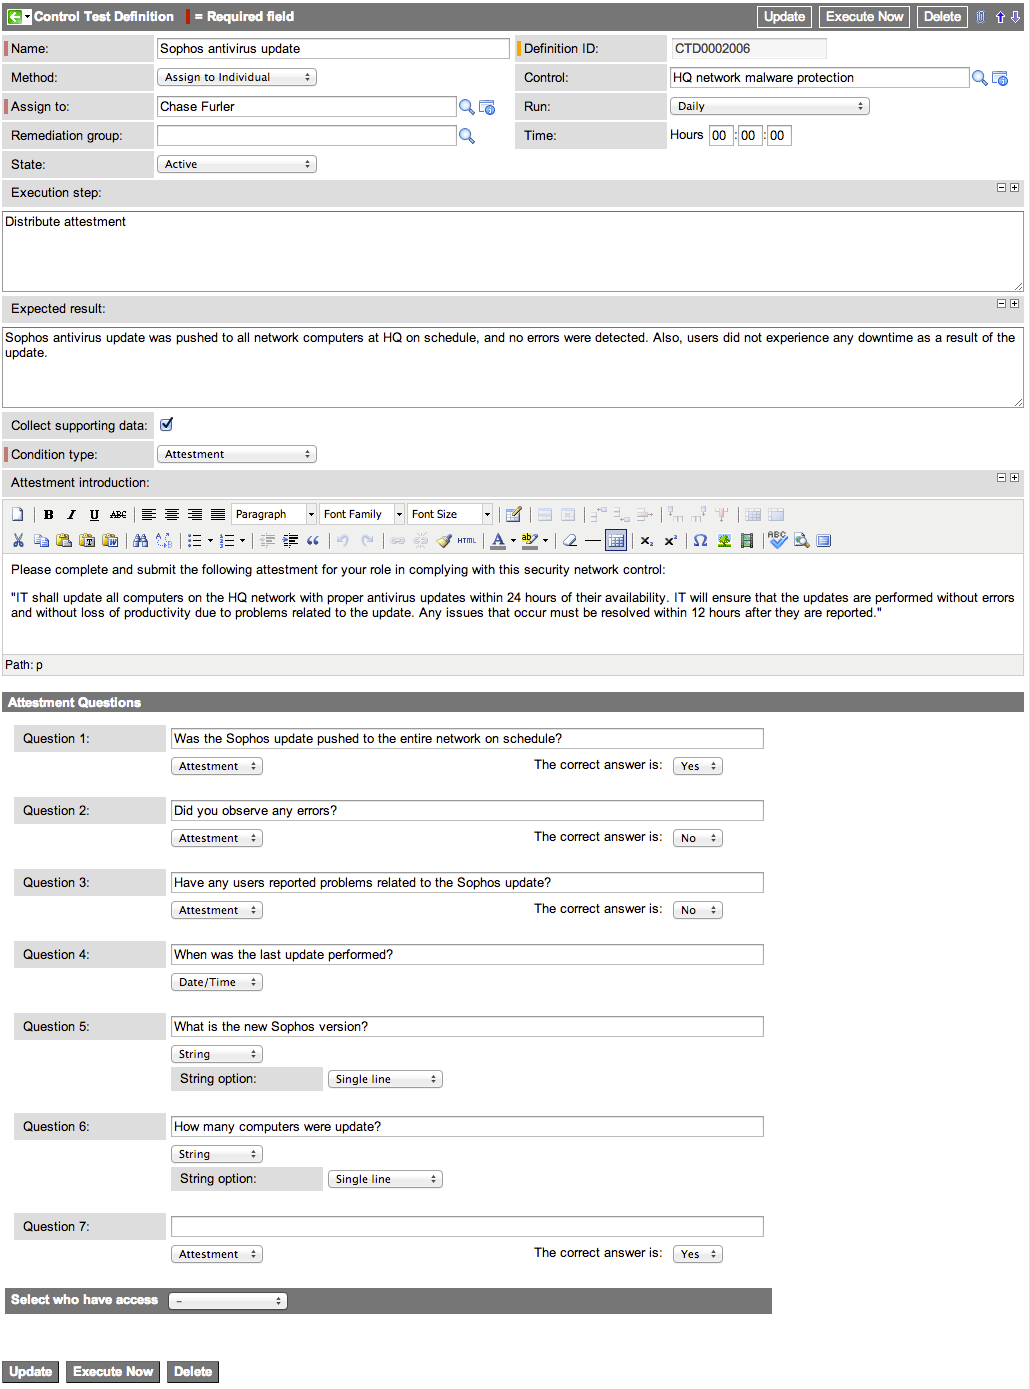 Control Test Definition = Required field Update Execute Now Delete
Name: Sophos antivirus update Definition ID: CTD0002006
Method: Assign to Individual Control: HQ network malware protection
Assign to: Chase Furler Run: Daily
Remediation group: Time: Hours 00 : 00 : 00
State: Active
Execution step:
Distribute attestment
Expected result:
Sophos antivirus update was pushed to all network computers at HQ on schedule, and no errors were detected. Also, users did not experience any downtime as a result of the
update.
Collect supporting data:
Condition type: Attestment
Attestment introduction:
B I U ABC Paragraph Font Family Font Size
HTML A ab x₂ x² Ω ABC
Please complete and submit the following attestment for your role in complying with this security network control:
"IT shall update all computers on the HQ network with proper antivirus updates within 24 hours of their availability. IT will ensure that the updates are performed without errors
and without loss of productivity due to problems related to the update. Any issues that occur must be resolved within 12 hours after they are reported."
Path: p
Attestment Questions
Question 1: Was the Sophos update pushed to the entire network on schedule?
Attestment The correct answer is: Yes
Question 2: Did you observe any errors?
Attestment The correct answer is: No
Question 3: Have any users reported problems related to the Sophos update?
Attestment The correct answer is: No
Question 4: When was the last update performed?
Date/Time
Question 5: What is the new Sophos version?
String
String option: Single line
Question 6: How many computers were update?
String
String option: Single line
Question 7:
Attestment The correct answer is: Yes
Select who have access –
Update Execute Now Delete